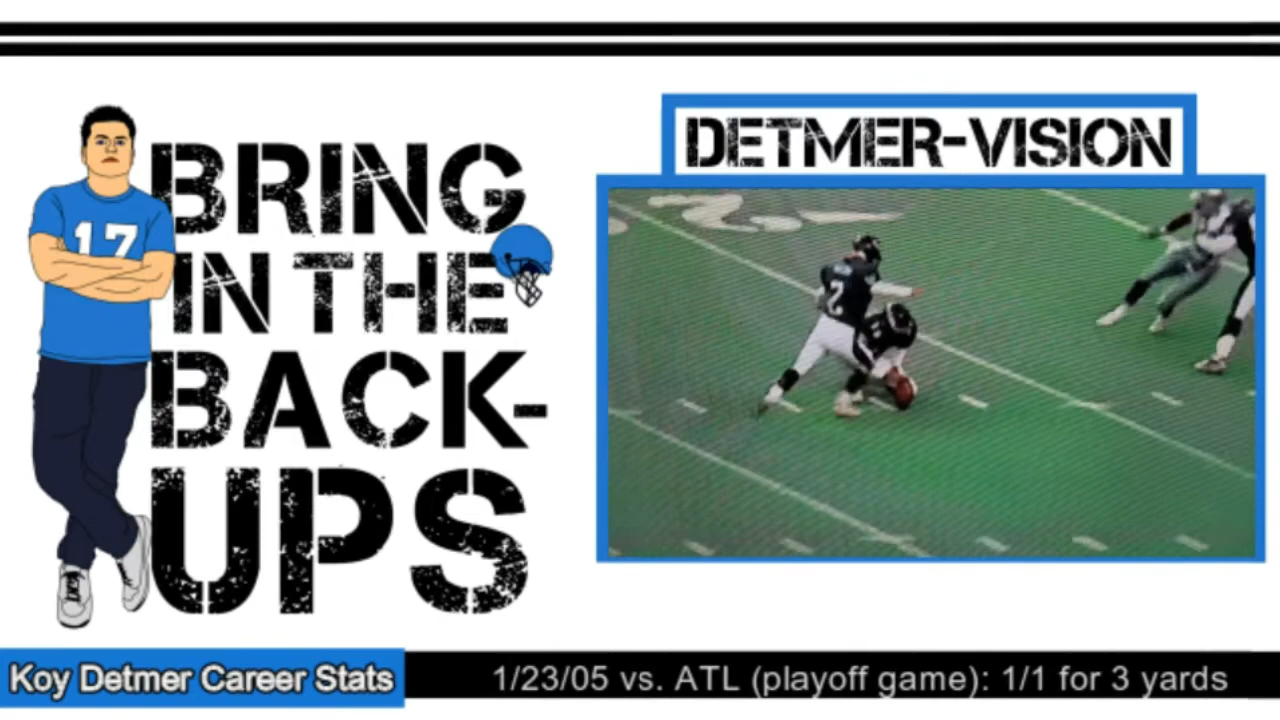 BRING
IN THE
BACK-
UPS
17
DETMER-VISION
2
Koy Detmer Career Stats
1/23/05 vs. ATL (playoff game): 1/1 for 3 yards